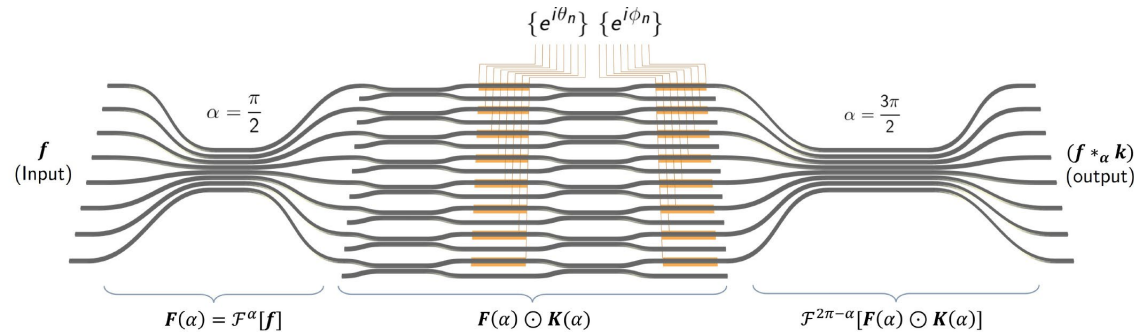 {e^{iθ_n}} {e^{iϕ_n}}
α = π/2
α = 3π/2
f
(Input)
(f *_α k)
(output)
F(α) = ℱ^α[f]
F(α) ⊙ K(α)
ℱ^{2π−α}[F(α) ⊙ K(α)]